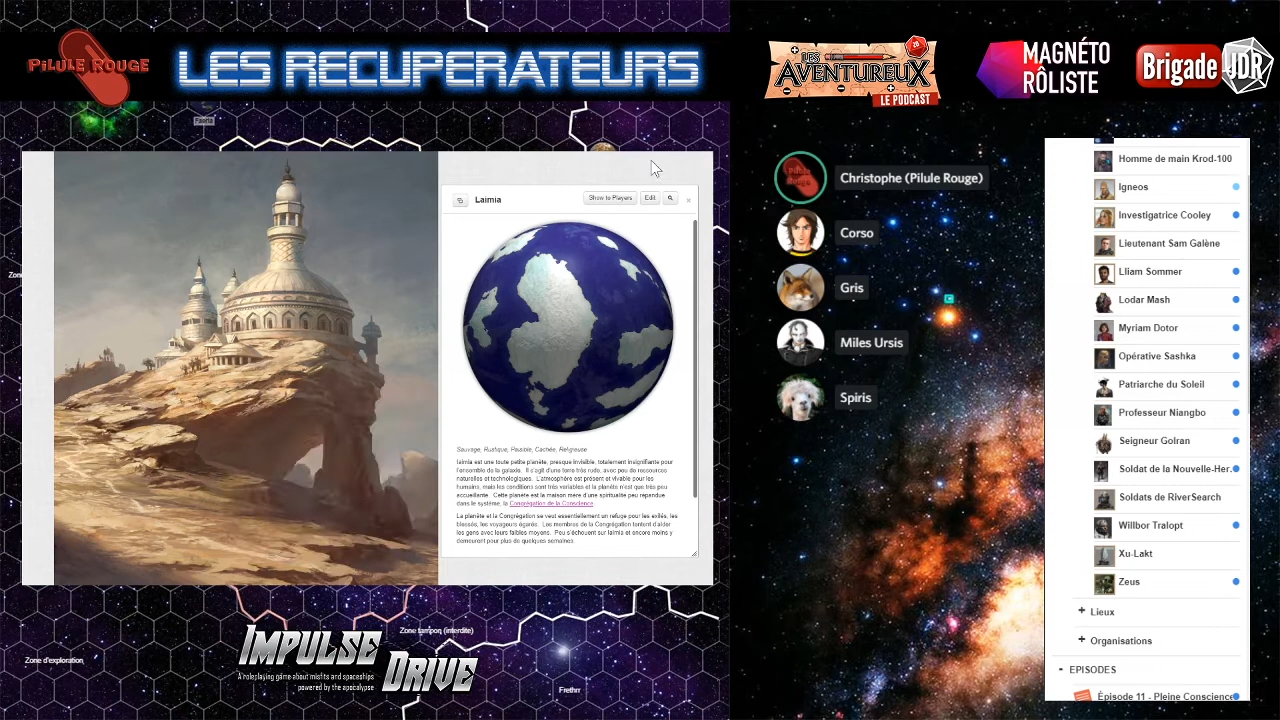 PiLULE ROUGE
LES RECUPERATEURS
LES
AVENTUREUX
LE PODCAST
20
MAGNÉTO
RÔLISTE
Brigade JDR
Faeria
Zone
Laimia
Show to Players
Edit
Sauvage, Rustique, Paisible, Cachée, Religieuse
Iaimia est une toute petite planète, presque invisible, totalement insignifiante pour
l'ensemble de la galaxie. Il s'agit d'une terre très rude, avec peu de ressources
naturelles et technologiques. L'atmosphère est présent et vivable pour les
humains, mais les conditions sont très variables et la planète n'est que très peu
accueillante. Cette planète est la maison mère d'une spiritualité peu répandue
dans le système, la Congrégation de la Conscience.
La planète et la Congrégation se veut essentiellement un refuge pour les exilés, les
blessés, les voyageurs égarés. Les membres de la Congrégation tentent d'aider
les gens avec leurs faibles moyens. Peu s'échouent sur Iaimia et encore moins y
demeurent pour plus de quelques semaines.
Christophe (Pilule Rouge)
Corso
Gris
Miles Ursis
Spiris
Homme de main Krod-100
Igneos
Investigatrice Cooley
Lieutenant Sam Galène
Lliam Sommer
Lodar Mash
Myriam Dotor
Opérative Sashka
Patriarche du Soleil
Professeur Niangbo
Seigneur Golran
Soldat de la Nouvelle-Her.
Soldats de RiverSearch
Willbor Tralopt
Xu-Lakt
Zeus
+ Lieux
+ Organisations
- EPISODES
Épisode 11 - Pleine Conscience
Zone tampon (interdite)
IMPULSE
DRIVE
A roleplaying game about misfits and spaceships
powered by the apocalypse
Zone d'exploration
Frethrr